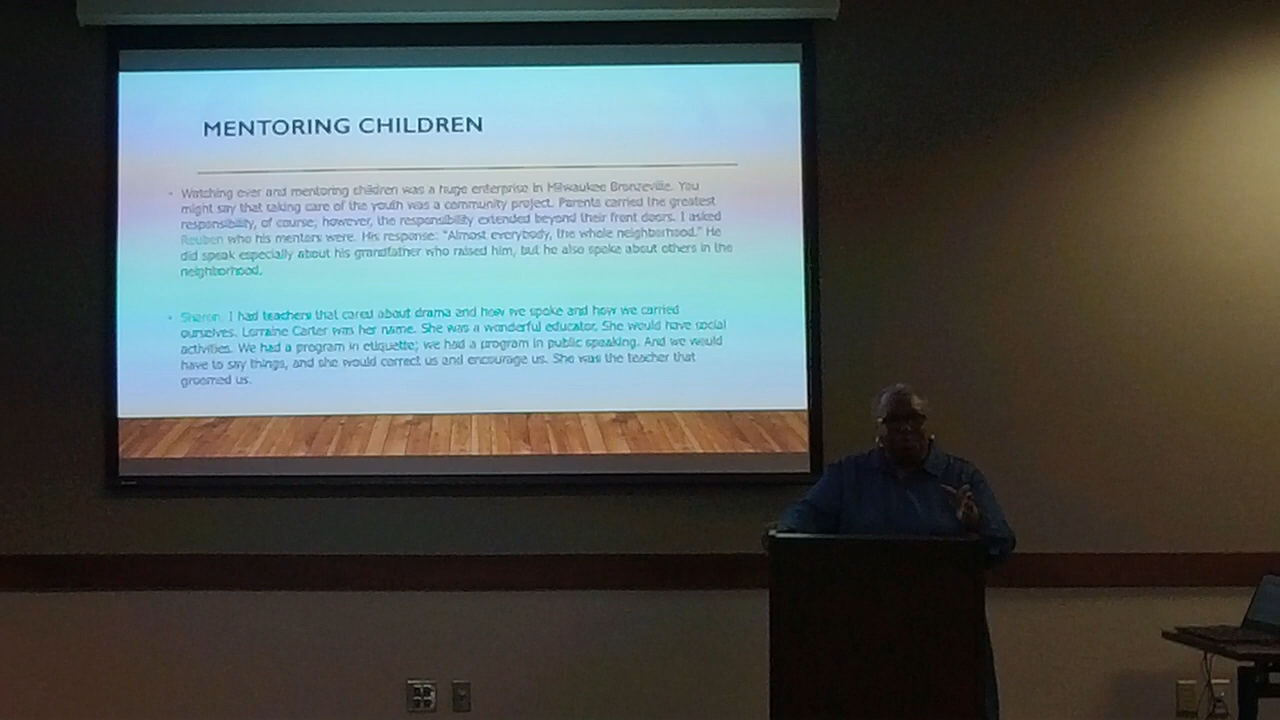 MENTORING CHILDREN
Watching over and mentoring children was a huge enterprise in Milwaukee Bronzeville. You
might say that taking care of the youth was a community project. Parents carried the greatest
responsibility, of course; however, the responsibility extended beyond their front doors. I asked
Reuben who his mentors were. His response: "Almost everybody, the whole neighborhood." He
did speak especially about his grandfather who raised him, but he also spoke about others in the
neighborhood.
Sharon: I had teachers that cared about drama and how we spoke and how we carried
ourselves. Lorraine Carter was her name. She was a wonderful educator. She would have social
activities. We had a program in etiquette; we had a program in public speaking. And we would
have to say things, and she would correct us and encourage us. She was the teacher that
groomed us.